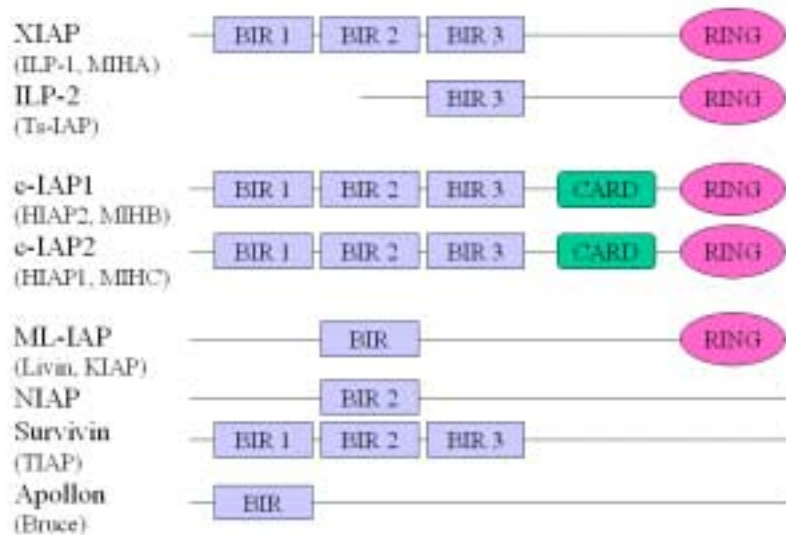 XIAP BIR 1 BIR 2 BIR 3 RING
(ILP-1, MIHA)
ILP-2 BIR 3 RING
(Ts-IAP)
c-IAP1 BIR 1 BIR 2 BIR 3 CARD RING
(HIAP2, MIHB)
c-IAP2 BIR 1 BIR 2 BIR 3 CARD RING
(HIAP1, MIHC)
ML-IAP BIR RING
(Livin, KIAP)
NIAP BIR 2
Survivin BIR 1 BIR 2 BIR 3
(TIAP)
Apollon BIR
(Bruce)